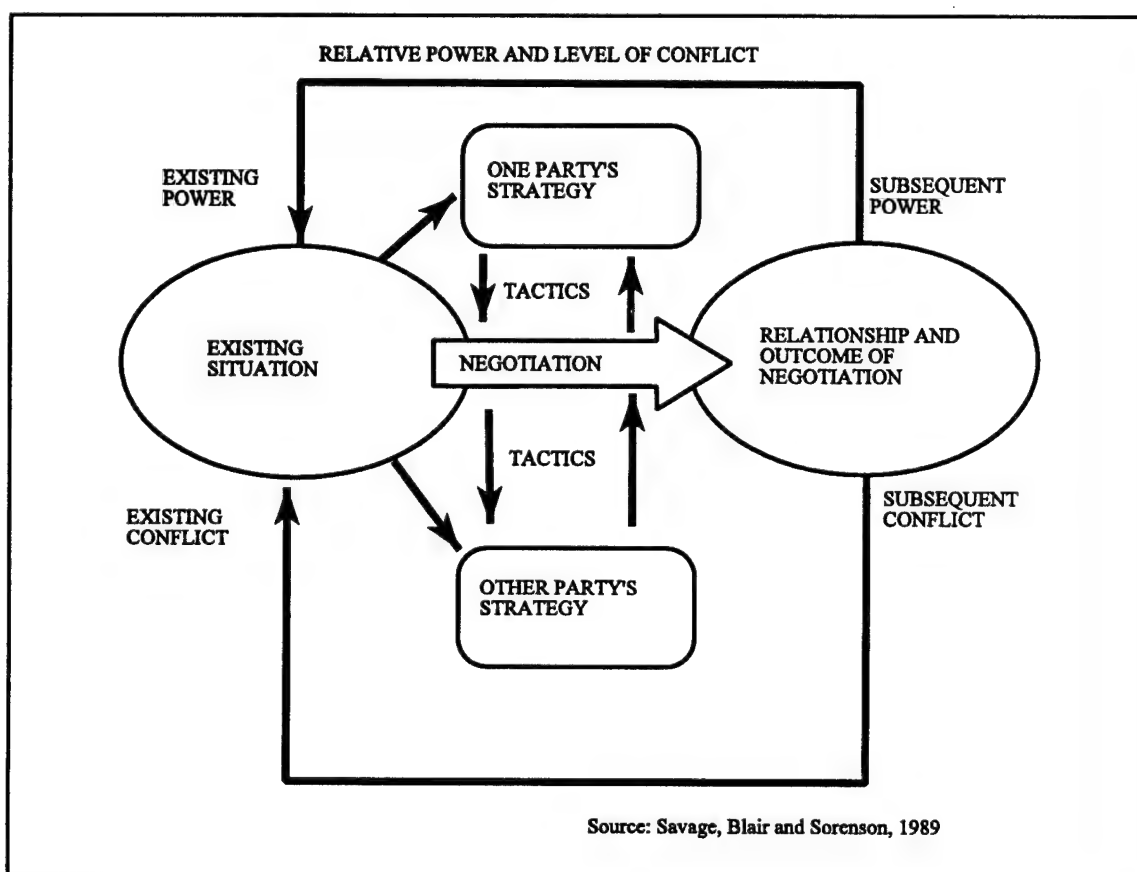 RELATIVE POWER AND LEVEL OF CONFLICT
ONE PARTY'S
STRATEGY
EXISTING
POWER
SUBSEQUENT
POWER
TACTICS
EXISTING
SITUATION
NEGOTIATION
RELATIONSHIP AND
OUTCOME OF
NEGOTIATION
TACTICS
EXISTING
CONFLICT
SUBSEQUENT
CONFLICT
OTHER PARTY'S
STRATEGY
Source: Savage, Blair and Sorenson, 1989